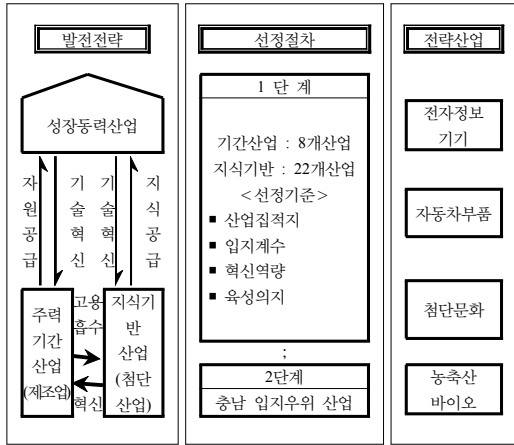 발전전략
성장동력산업
자원공급
기술혁신
기술혁신
지식공급
주력
기간
산업
(제조업)
고용
흡수
혁신
지식기
반
산업
(첨단
산업)
선정절차
1 단 계
기간산업 : 8개산업
지식기반 : 22개산업
<선정기준>
▪ 산업집적지
▪ 입지계수
▪ 혁신역량
▪ 육성의지
;
2단계
충남 입지우위 산업
전략산업
전자정보
기기
자동차부품
첨단문화
농축산
바이오